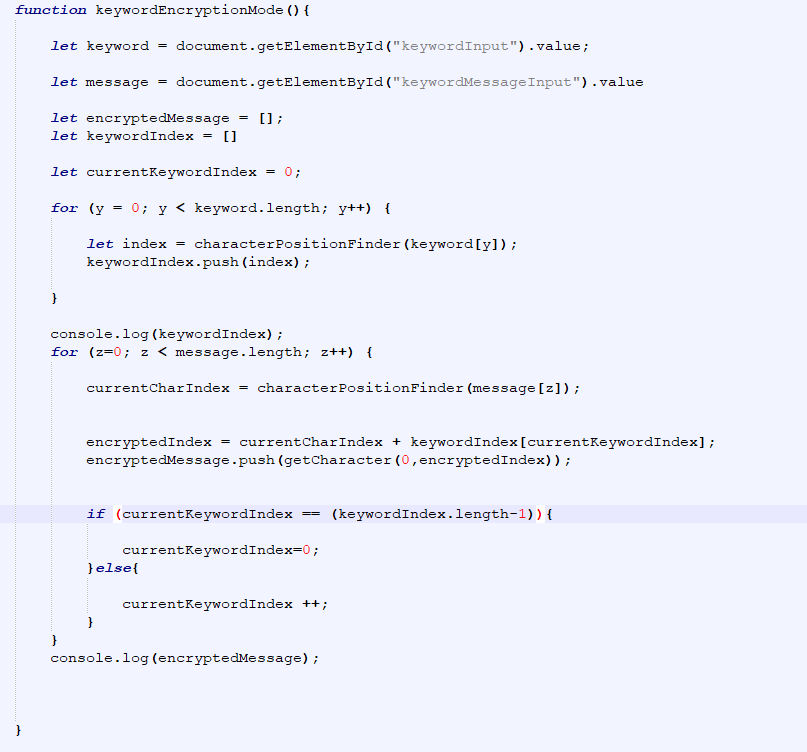 function keywordEncryptionMode(){
let keyword = document.getElementById("keywordInput").value;
let message = document.getElementById("keywordMessageInput").value
let encryptedMessage = [];
let keywordIndex = []
let currentKeywordIndex = 0;
for (y = 0; y < keyword.length; y++) {
let index = characterPositionFinder(keyword[y]);
keywordIndex.push(index);
}
console.log(keywordIndex);
for (z=0; z < message.length; z++) {
currentCharIndex = characterPositionFinder(message[z]);
encryptedIndex = currentCharIndex + keywordIndex[currentKeywordIndex];
encryptedMessage.push(getCharacter(0,encryptedIndex));
if (currentKeywordIndex == (keywordIndex.length-1)){
currentKeywordIndex=0;
}else{
currentKeywordIndex ++;
}
}
console.log(encryptedMessage);
}